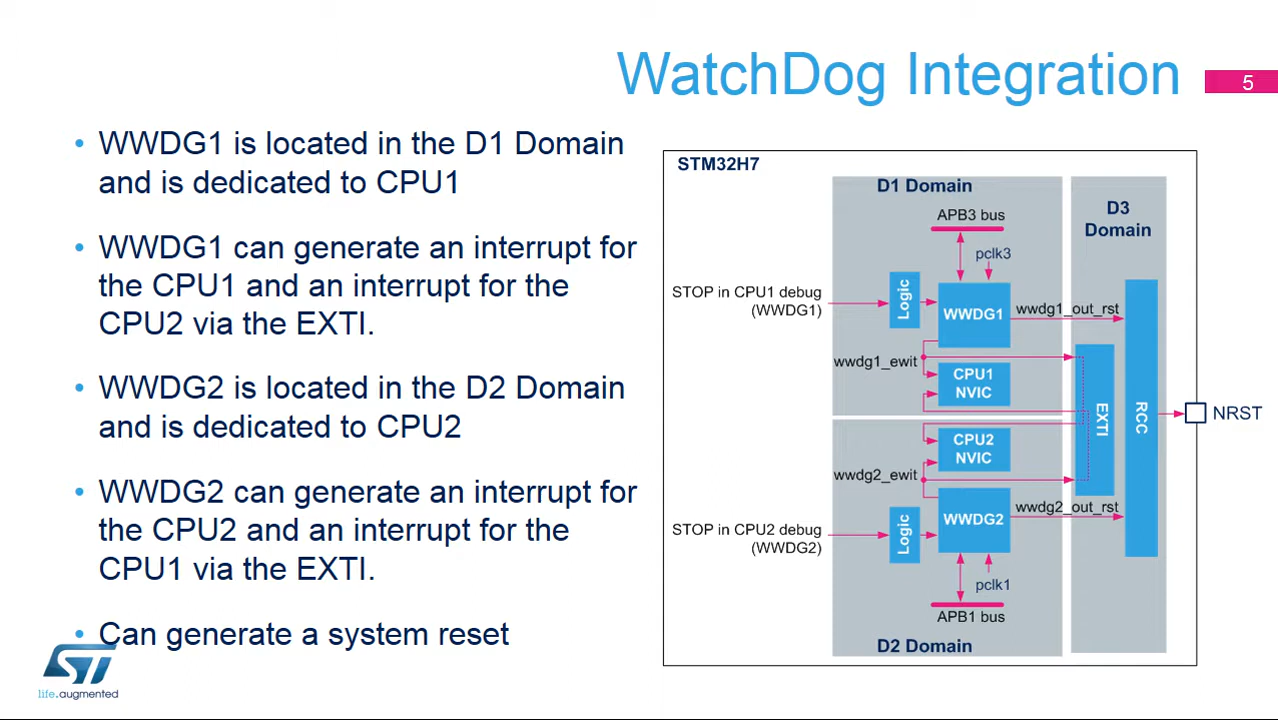 WatchDog Integration
5
• WWDG1 is located in the D1 Domain
and is dedicated to CPU1
• WWDG1 can generate an interrupt for
the CPU1 and an interrupt for the
CPU2 via the EXTI.
• WWDG2 is located in the D2 Domain
and is dedicated to CPU2
• WWDG2 can generate an interrupt for
the CPU2 and an interrupt for the
CPU1 via the EXTI.
• Can generate a system reset
ST
life.augmented
STM32H7
D1 Domain
D3
Domain
APB3 bus
pclk3
STOP in CPU1 debug
(WWDG1)
Logic
WWDG1
wwdg1_out_rst
wwdg1_ewit
CPU1
NVIC
EXTI
RCC
NRST
CPU2
NVIC
wwdg2_ewit
WWDG2
wwdg2_out_rst
STOP in CPU2 debug
(WWDG2)
Logic
pclk1
APB1 bus
D2 Domain